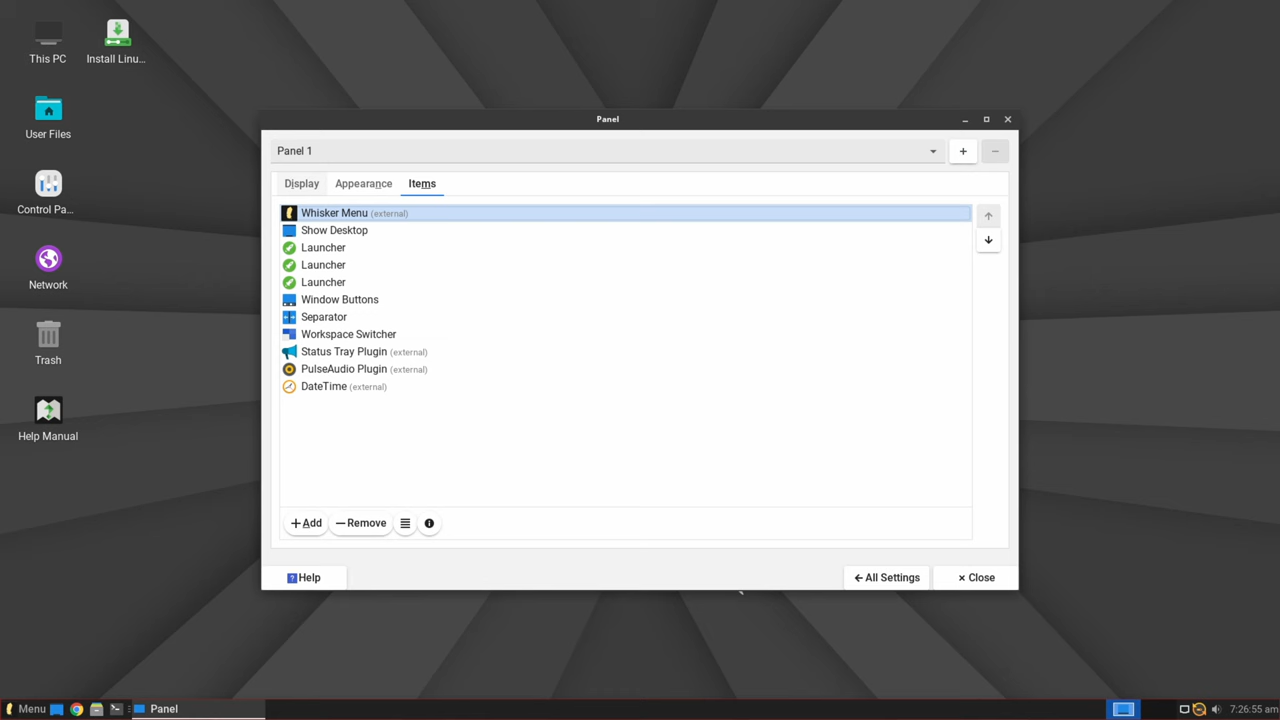 This PC
Install Linu...
User Files
Control Pa...
Network
Trash
Help Manual
Panel
Panel 1
Display
Appearance
Items
Whisker Menu (external)
Show Desktop
Launcher
Launcher
Launcher
Window Buttons
Separator
Workspace Switcher
Status Tray Plugin (external)
PulseAudio Plugin (external)
DateTime (external)
Add
Remove
Help
All Settings
Close
Menu
Panel
7:26:55 am